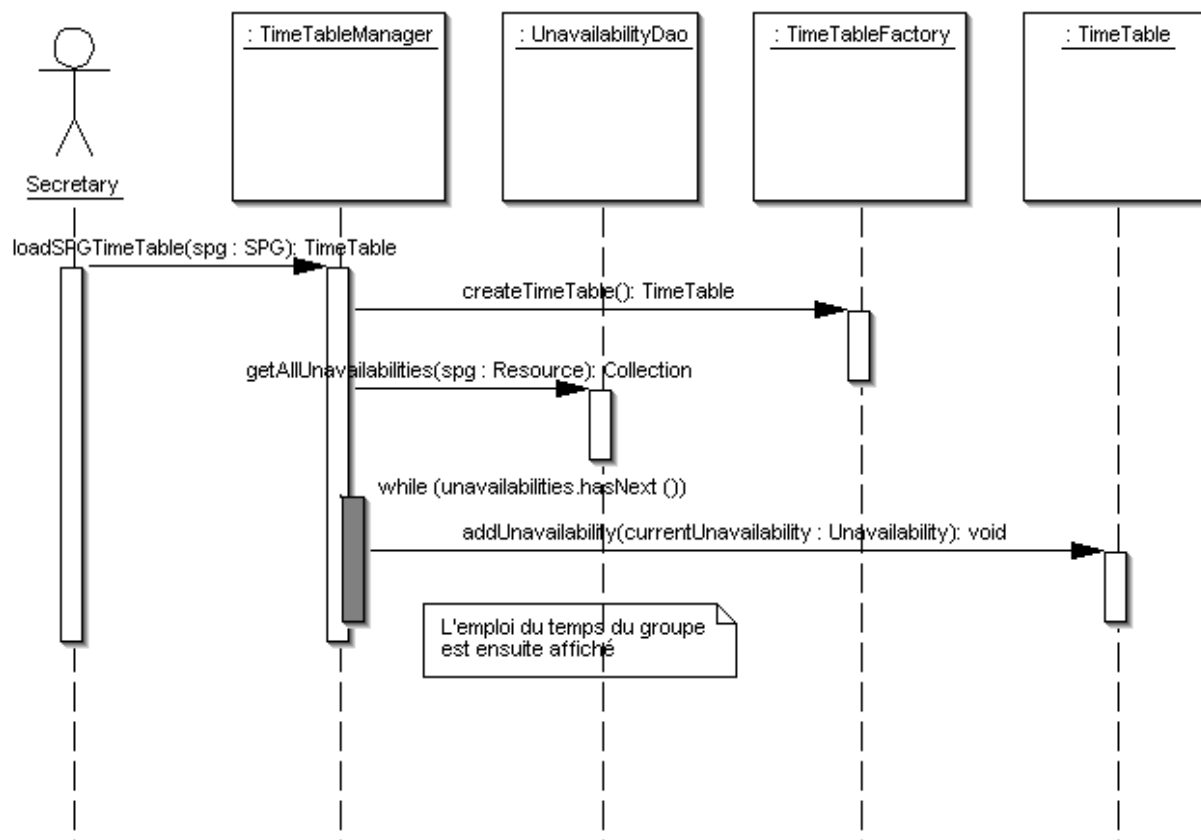 : TimeTableManager
: UnavailabilityDao
: TimeTableFactory
: TimeTable
Secretary
loadSPGTimeTable(spg : SPG): TimeTable
createTimeTable(): TimeTable
getAllUnavailabilities(spg : Resource): Collection
while (unavailabilities.hasNext ())
addUnavailability(currentUnavailability : Unavailability): void
L'emploi du temps du groupe
est ensuite affiché